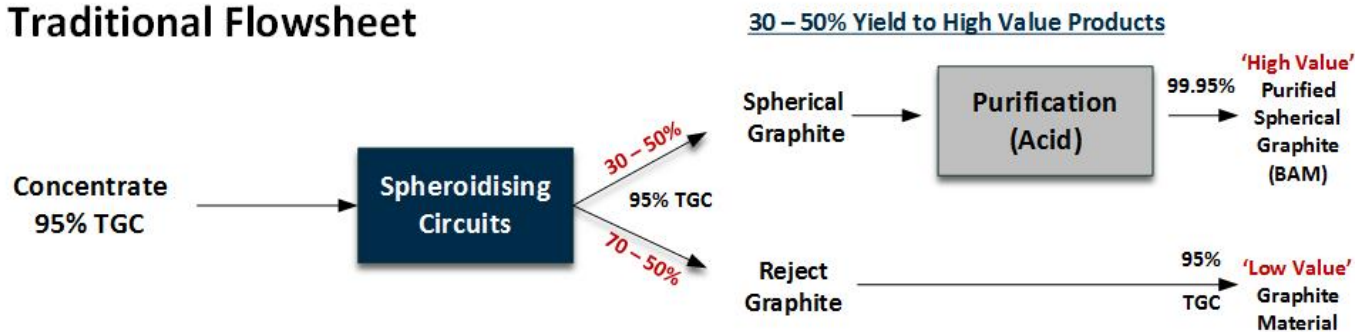 Traditional Flowsheet
30 – 50% Yield to High Value Products
Concentrate
95% TGC
Spheroidising
Circuits
30 – 50%
95% TGC
70 – 50%
Spherical
Graphite
Purification
(Acid)
99.95%
‘High Value’
Purified
Spherical
Graphite
(BAM)
Reject
Graphite
95%
TGC
‘Low Value’
Graphite
Material